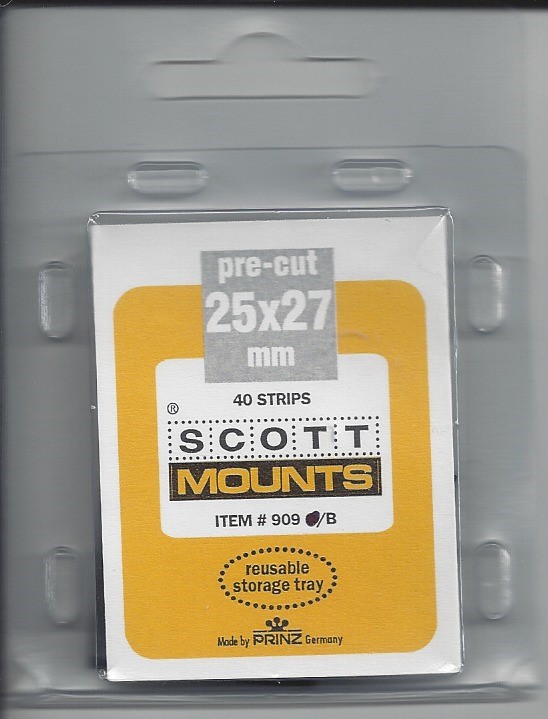 pre-cut
25x27
mm
40 STRIPS
®
SCOTT
MOUNTS
ITEM # 909 /B
reusable
storage tray
Made by PRINZ Germany